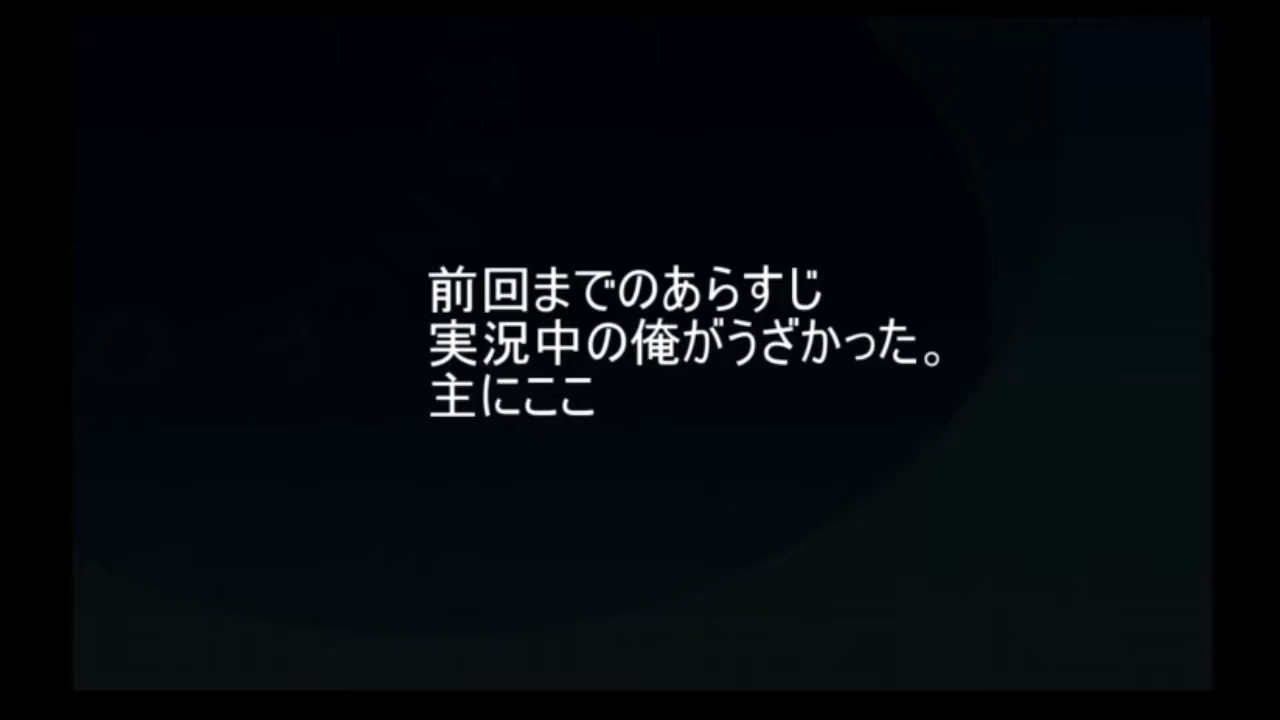 前回までのあらすじ
実況中の俺がうざかった。
主にここ